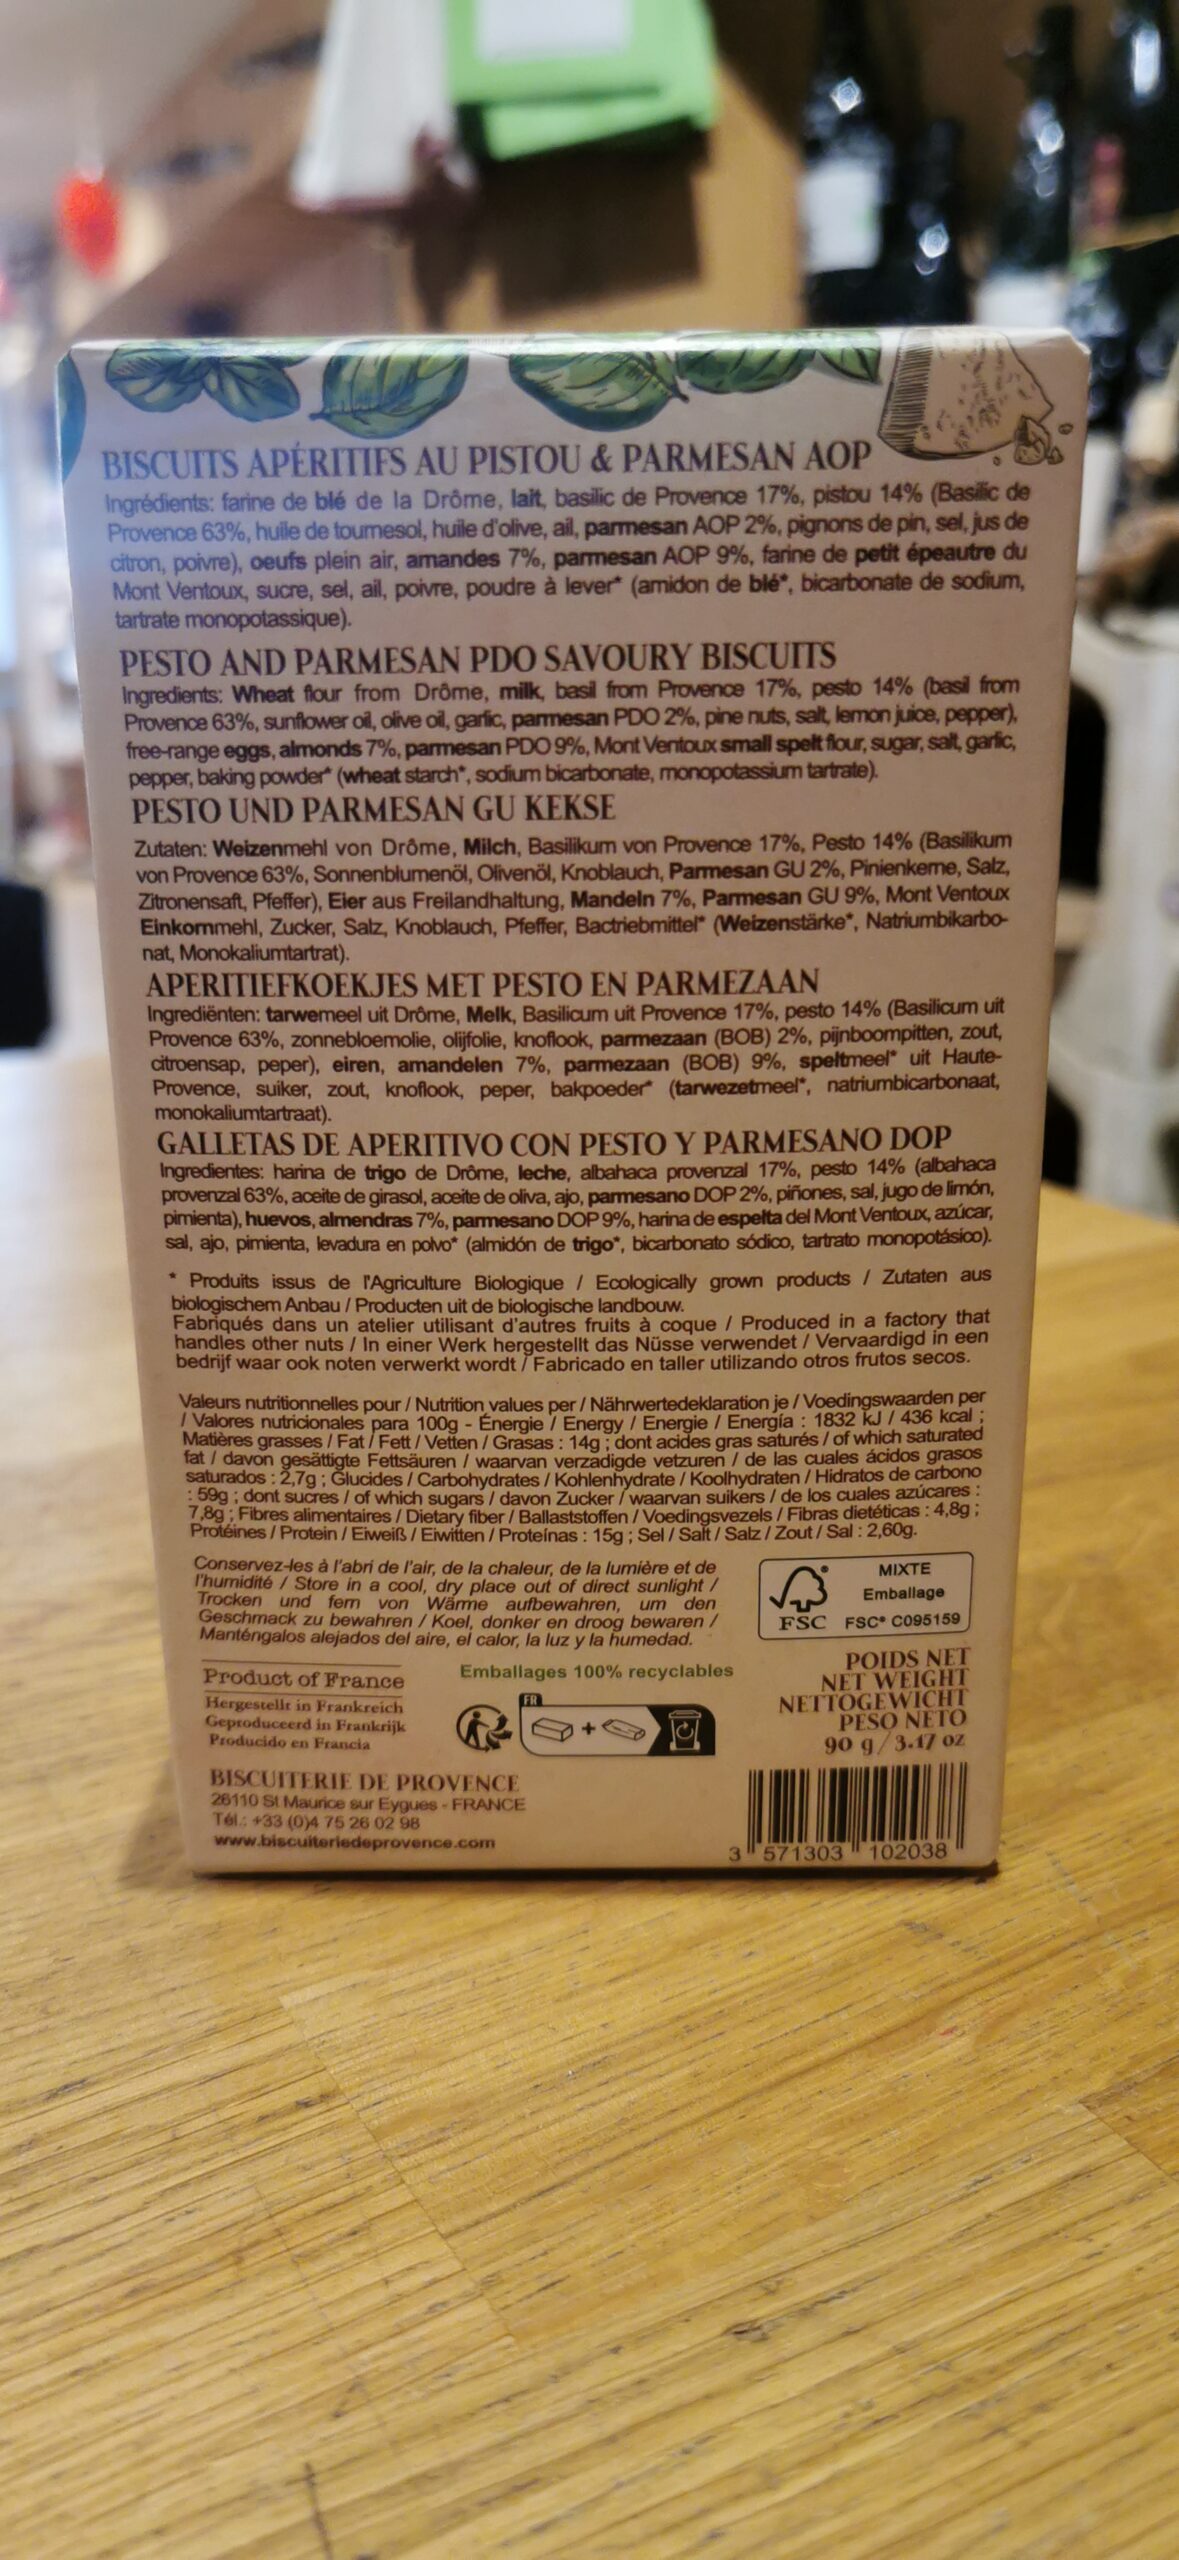 BISCUITS APÉRITIFS AU PISTOU & PARMESAN AOP
Ingrédients: farine de blé de la Drôme, lait, basilic de Provence 17%, pistou 14% (Basilic de
Provence 63%, huile de tournesol, huile d'olive, ail, parmesan AOP 2%, pignons de pin, sel, jus de
citron, poivre), oeufs plein air, amandes 7%, parmesan AOP 9%, farine de petit épeautre du
Mont Ventoux, sucre, sel, ail, poivre, poudre à lever* (amidon de blé*, bicarbonate de sodium,
tartrate monopotassique).
PESTO AND PARMESAN PDO SAVOURY BISCUITS
Ingredients: Wheat flour from Drôme, milk, basil from Provence 17%, pesto 14% (basil from
Provence 63%, sunflower oil, olive oil, garlic, parmesan PDO 2%, pine nuts, salt, lemon juice, pepper),
free-range eggs, almonds 7%, parmesan PDO 9%, Mont Ventoux small spelt flour, sugar, salt, garlic,
pepper, baking powder* (wheat starch*, sodium bicarbonate, monopotassium tartrate).
PESTO UND PARMESAN GU KEKSE
Zutaten: Weizenmehl von Drôme, Milch, Basilikum von Provence 17%, Pesto 14% (Basilikum
von Provence 63%, Sonnenblumenöl, Olivenöl, Knoblauch, Parmesan GU 2%, Pinienkerne, Salz,
Zitronensaft, Pfeffer), Eier aus Freilandhaltung, Mandeln 7%, Parmesan GU 9%, Mont Ventoux
Einkornmehl, Zucker, Salz, Knoblauch, Pfeffer, Bactriebmittel* (Weizenstärke*, Natriumbikarbo-
nat, Monokaliumtartrat).
APERITIEFKOEKJES MET PESTO EN PARMEZAAN
Ingrediënten: tarwemeel uit Drôme, Melk, Basilicum uit Provence 17%, pesto 14% (Basilicum uit
Provence 63%, zonnebloemolie, olijfolie, knoflook, parmezaan (BOB) 2%, pijnboompitten, zout,
citroensap, peper), eiren, amandelen 7%, parmezaan (BOB) 9%, speltmeel* uit Haute-
Provence, suiker, zout, knoflook, peper, bakpoeder* (tarwezetmeel*, natriumbicarbonaat,
monokaliumtartraat).
GALLETAS DE APERITIVO CON PESTO Y PARMESANO DOP
Ingredientes: harina de trigo de Drôme, leche, albahaca provenzal 17%, pesto 14% (albahaca
provenzal 63%, aceite de girasol, aceite de oliva, ajo, parmesano DOP 2%, piñones, sal, jugo de limón,
pimienta), huevos, almendras 7%, parmesano DOP 9%, harina de espelta del Mont Ventoux, azúcar,
sal, ajo, pimienta, levadura en polvo* (almidón de trigo*, bicarbonato sódico, tartrato monopotásico).
* Produits issus de l'Agriculture Biologique / Ecologically grown products / Zutaten aus
biologischem Anbau / Producten uit de biologische landbouw.
Fabriqués dans un atelier utilisant d'autres fruits à coque / Produced in a factory that
handles other nuts / In einer Werk hergestellt das Nüsse verwendet / Vervaardigd in een
bedrijf waar ook noten verwerkt wordt / Fabricado en taller utilizando otros frutos secos.
Valeurs nutritionnelles pour / Nutrition values per / Nährwertedeklaration je / Voedingswaarden per
/ Valores nutricionales para 100g - Énergie / Energy / Energie / Energía : 1832 kJ / 436 kcal ;
Matières grasses / Fat / Fett / Vetten / Grasas : 14g ; dont acides gras saturés / of which saturated
fat / davon gesättigte Fettsäuren / waarvan verzadigde vetzuren / de las cuales ácidos grasos
saturados : 2,7g ; Glucides / Carbohydrates / Kohlenhydrate / Koolhydraten / Hidratos de carbono
: 59g ; dont sucres / of which sugars / davon Zucker / waarvan suikers / de los cuales azúcares :
7,8g ; Fibres alimentaires / Dietary fiber / Ballaststoffen / Voedingsvezels / Fibras dietéticas : 4,8g ;
Protéines / Protein / Eiweiß / Eiwitten / Proteínas : 15g ; Sel / Salt / Salz / Zout / Sal : 2,60g.
Conservez-les à l'abri de l'air, de la chaleur, de la lumière et de
l'humidité / Store in a cool, dry place out of direct sunlight /
Trocken und fern von Wärme aufbewahren, um den
Geschmack zu bewahren / Koel, donker en droog bewaren /
Manténgalos alejados del aire, el calor, la luz y la humedad.
MIXTE
Emballage
FSC FSC® C095159
Product of France
Hergestellt in Frankreich
Geproduceerd in Frankrijk
Producido en Francia
Emballages 100% recyclables
FR
+
POIDS NET
NET WEIGHT
NETTOGEWICHT
PESO NETO
90 g / 3.17 oz
BISCUITERIE DE PROVENCE
26110 St Maurice sur Eygues - FRANCE
Tél.: +33 (0)4 75 26 02 98
www.biscuiteriedeprovence.com
3 571303 102038